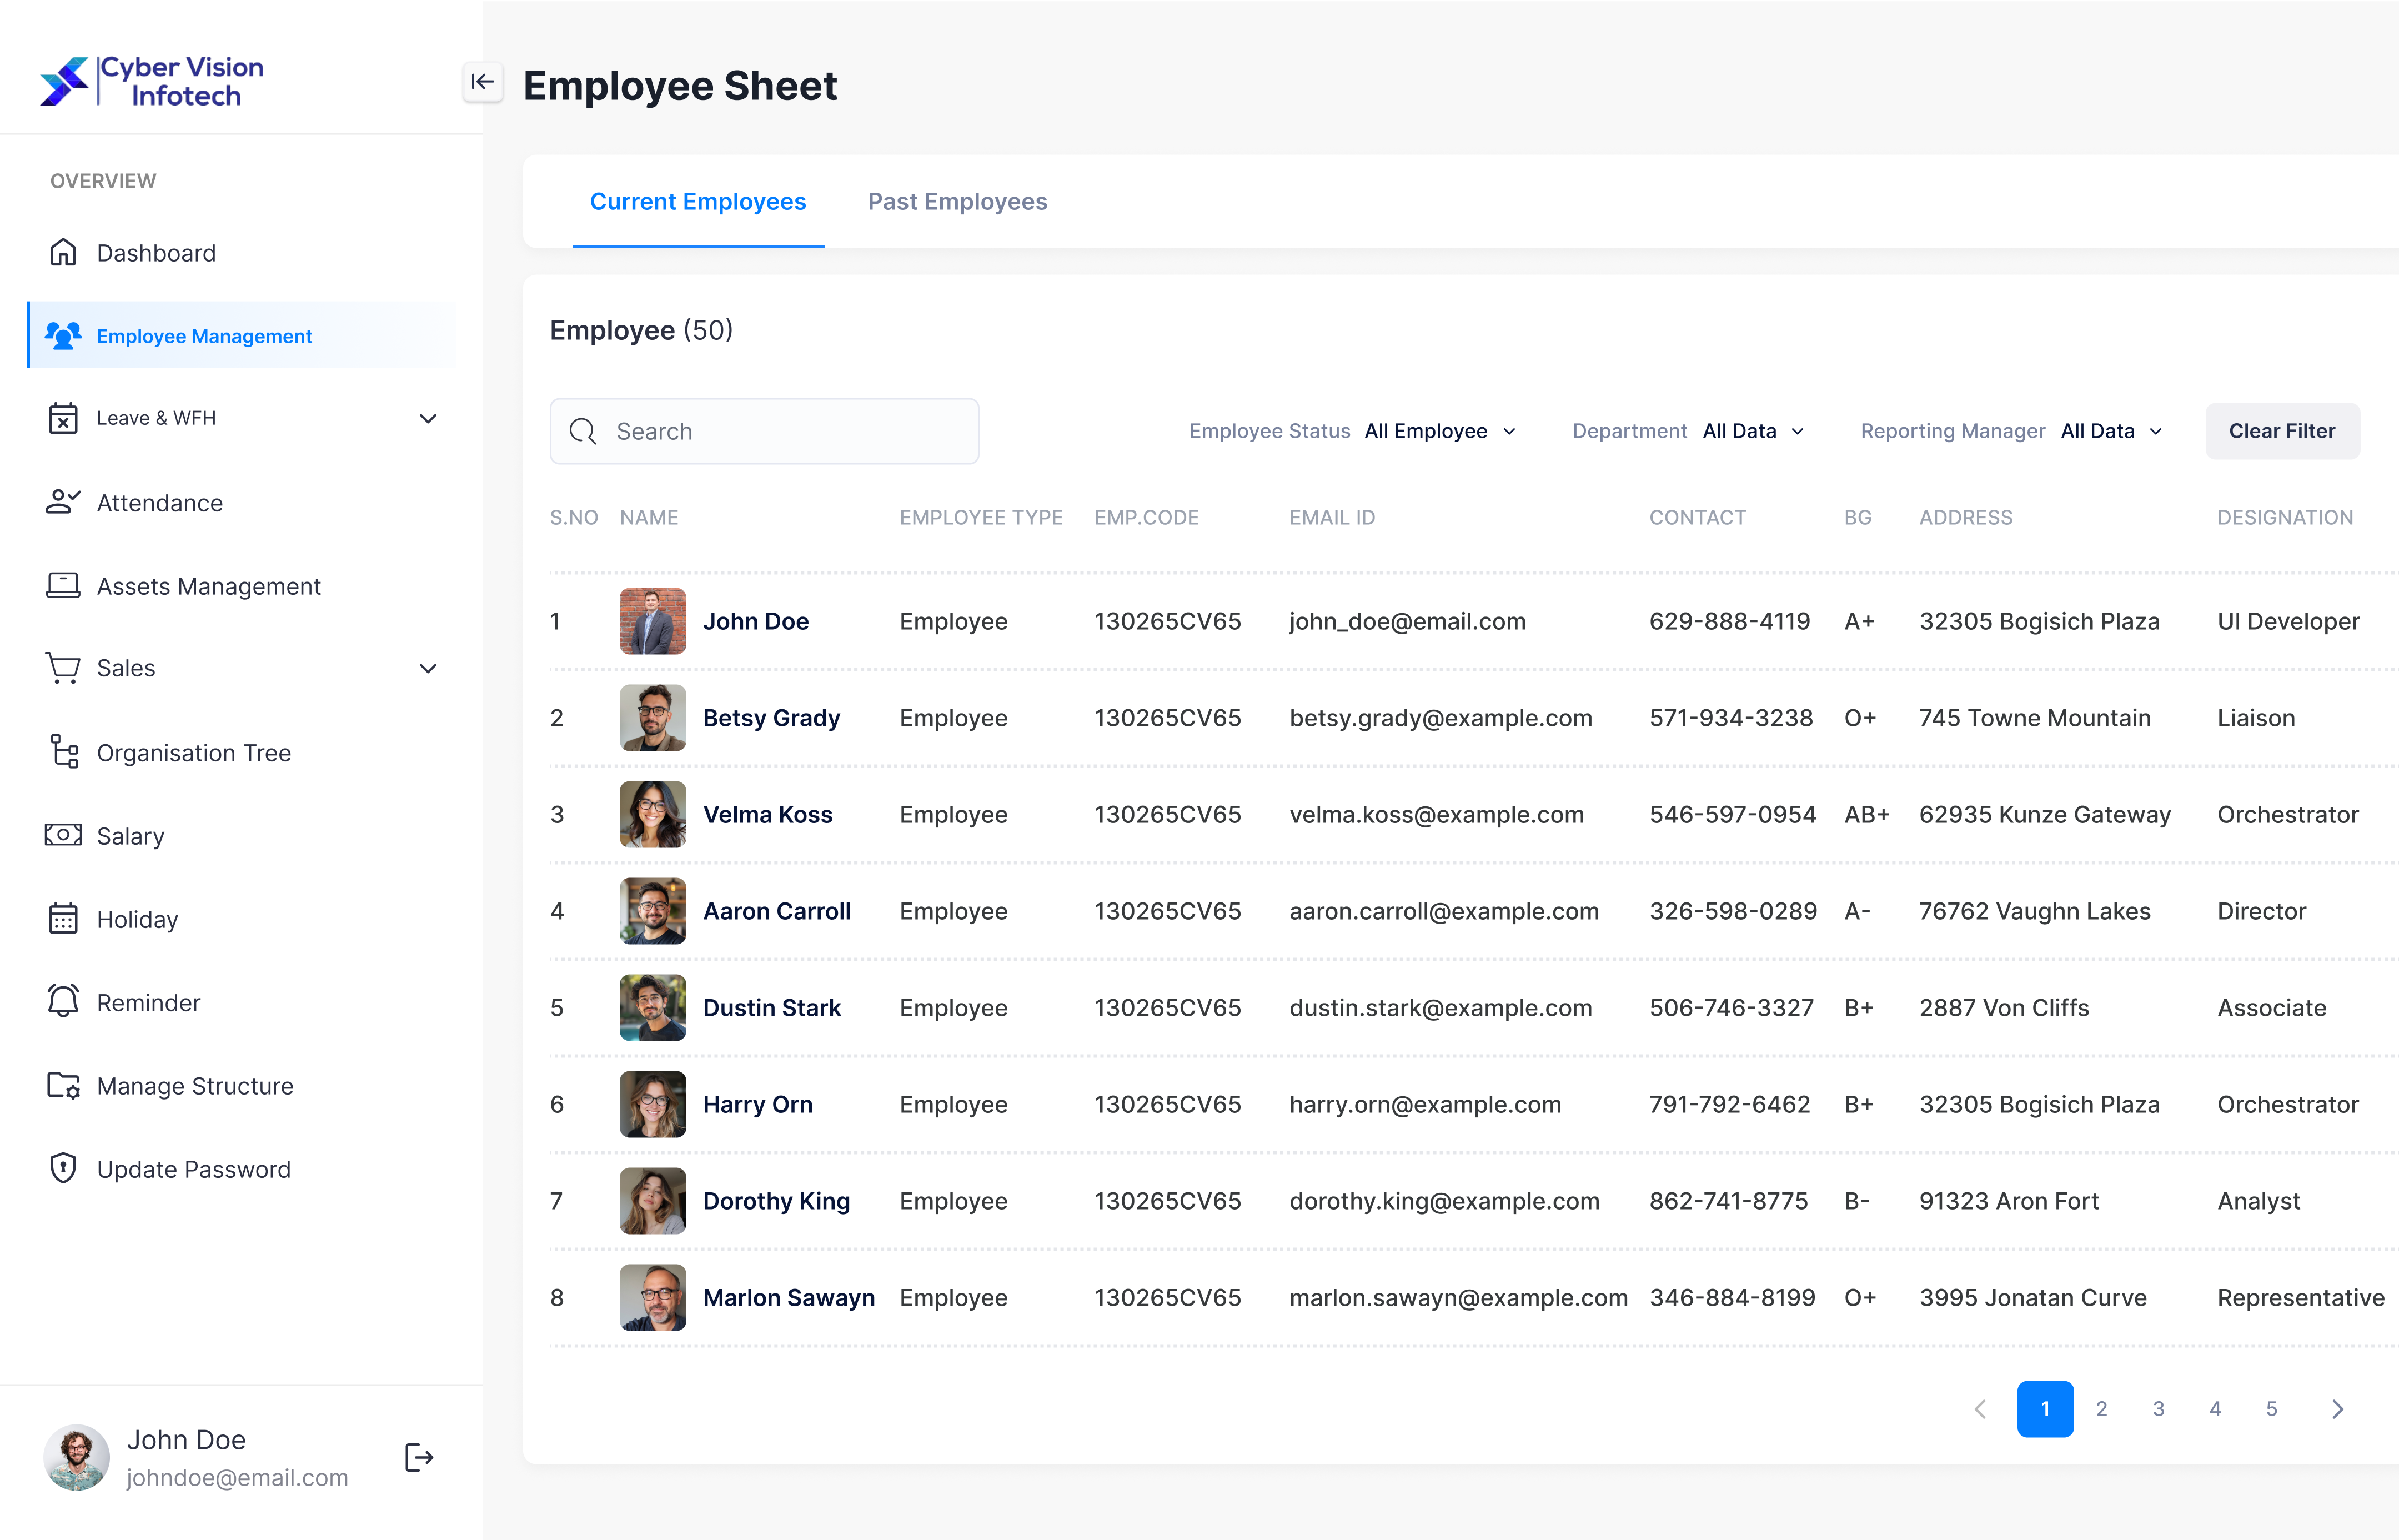 Cyber Vision
Infotech
Employee Sheet
OVERVIEW
Dashboard
Employee Management
Leave & WFH
Attendance
Assets Management
Sales
Organisation Tree
Salary
Holiday
Reminder
Manage Structure
Update Password
John Doe
johndoe@email.com
Current Employees Past Employees
Employee (50)
Search Employee Status All Employee Department All Data Reporting Manager All Data Clear Filter
S.NO NAME EMPLOYEE TYPE EMP.CODE EMAIL ID CONTACT BG ADDRESS DESIGNATION
1 John Doe Employee 130265CV65 john_doe@email.com 629-888-4119 A+ 32305 Bogisich Plaza UI Developer
2 Betsy Grady Employee 130265CV65 betsy.grady@example.com 571-934-3238 O+ 745 Towne Mountain Liaison
3 Velma Koss Employee 130265CV65 velma.koss@example.com 546-597-0954 AB+ 62935 Kunze Gateway Orchestrator
4 Aaron Carroll Employee 130265CV65 aaron.carroll@example.com 326-598-0289 A- 76762 Vaughn Lakes Director
5 Dustin Stark Employee 130265CV65 dustin.stark@example.com 506-746-3327 B+ 2887 Von Cliffs Associate
6 Harry Orn Employee 130265CV65 harry.orn@example.com 791-792-6462 B+ 32305 Bogisich Plaza Orchestrator
7 Dorothy King Employee 130265CV65 dorothy.king@example.com 862-741-8775 B- 91323 Aron Fort Analyst
8 Marlon Sawayn Employee 130265CV65 marlon.sawayn@example.com 346-884-8199 O+ 3995 Jonatan Curve Representative
1 2 3 4 5